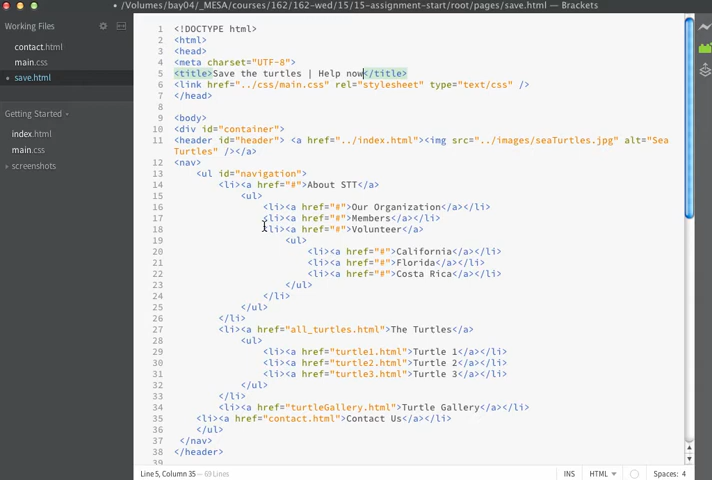 /Volumes/bay04/_MESA/courses/162/162-wed/15/15-assignment-start/root/pages/save.html — Brackets
Working Files
contact.html
main.css
save.html
Getting Started
index.html
main.css
screenshots
1 <!DOCTYPE html>
2 <html>
3 <head>
4 <meta charset="UTF-8">
5 <title>Save the turtles | Help now</title>
6 <link href="../css/main.css" rel="stylesheet" type="text/css" />
7 </head>
8
9 <body>
10 <div id="container">
11 <header id="header"> <a href="../index.html"><img src="../images/seaTurtles.jpg" alt="Sea
Turtles" /></a>
12 <nav>
13 <ul id="navigation">
14 <li><a href="#">About STT</a>
15 <ul>
16 <li><a href="#">Our Organization</a></li>
17 <li><a href="#">Members</a></li>
18 <li><a href="#">Volunteer</a>
19 <ul>
20 <li><a href="#">California</a></li>
21 <li><a href="#">Florida</a></li>
22 <li><a href="#">Costa Rica</a></li>
23 </ul>
24 </li>
25 </ul>
26 </li>
27 <li><a href="all_turtles.html">The Turtles</a>
28 <ul>
29 <li><a href="turtle1.html">Turtle 1</a></li>
30 <li><a href="turtle2.html">Turtle 2</a></li>
31 <li><a href="turtle3.html">Turtle 3</a></li>
32 </ul>
33 </li>
34 <li><a href="turtleGallery.html">Turtle Gallery</a></li>
35 <li><a href="contact.html">Contact Us</a></li>
36 </ul>
37 </nav>
38 </header>
39
Line 5, Column 35 — 69 Lines
INS HTML Spaces: 4